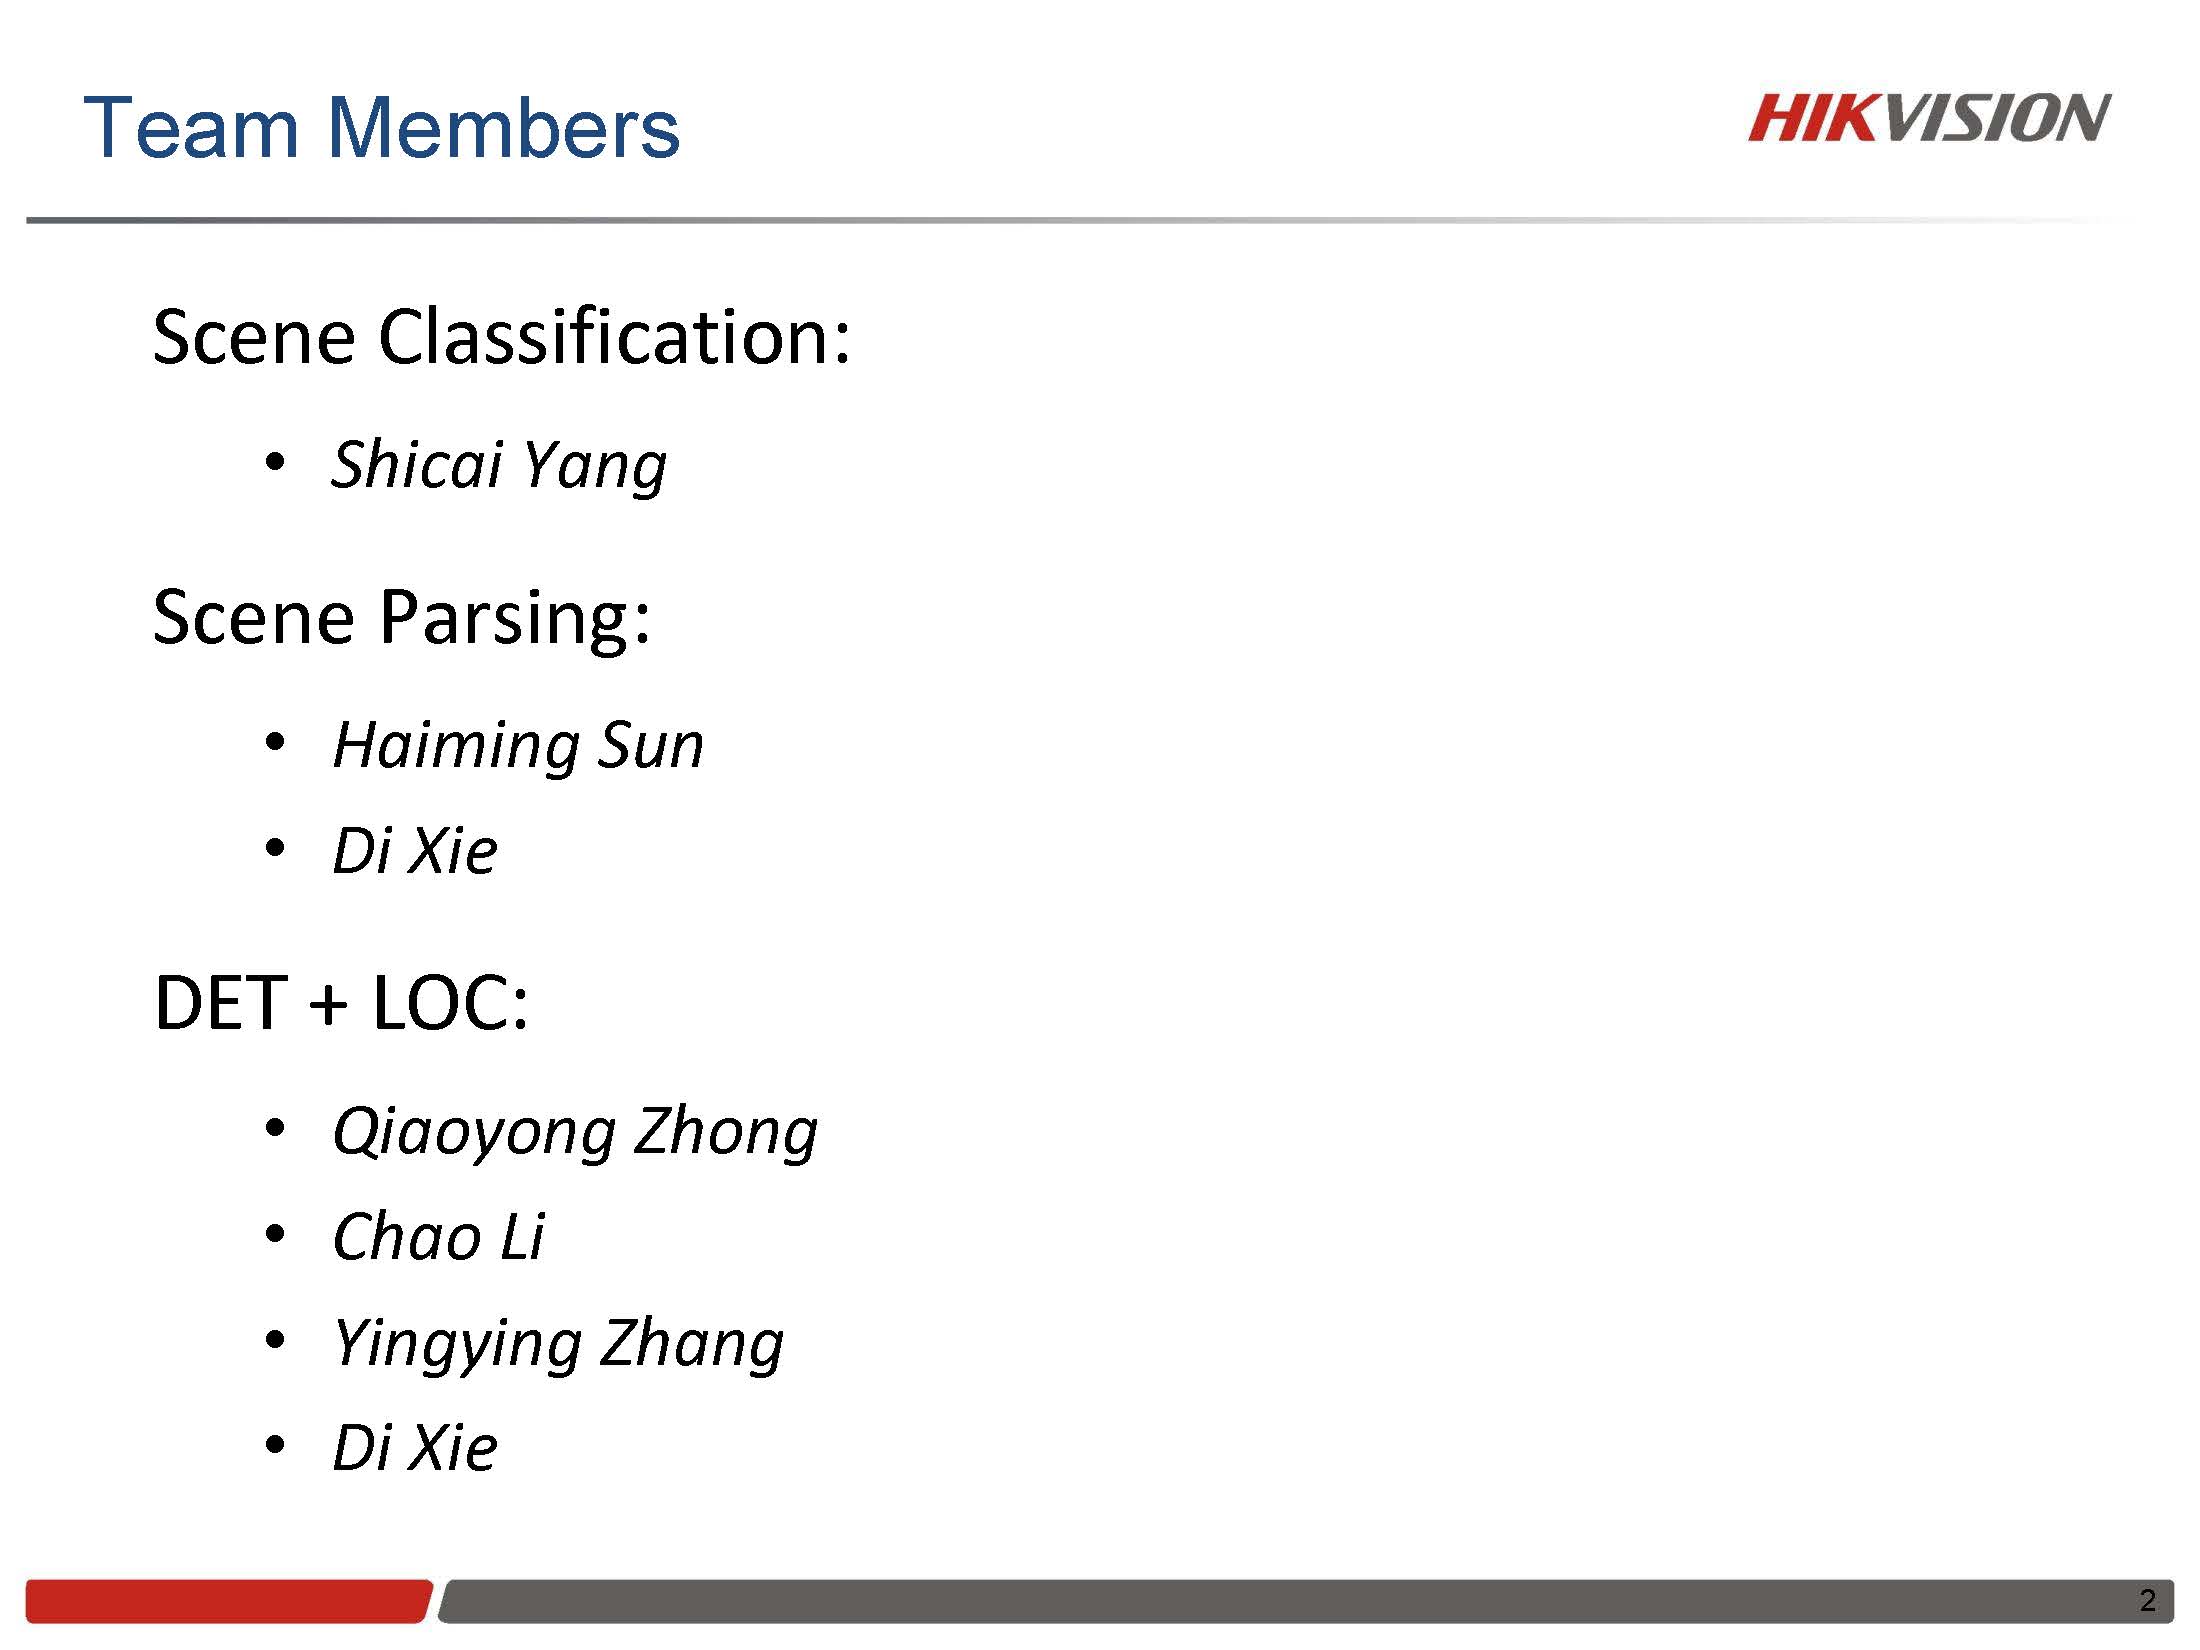 Team Members
HIKVISION
Scene Classification:
• Shicai Yang
Scene Parsing:
• Haiming Sun
• Di Xie
DET + LOC:
• Qiaoyong Zhong
• Chao Li
• Yingying Zhang
• Di Xie
2